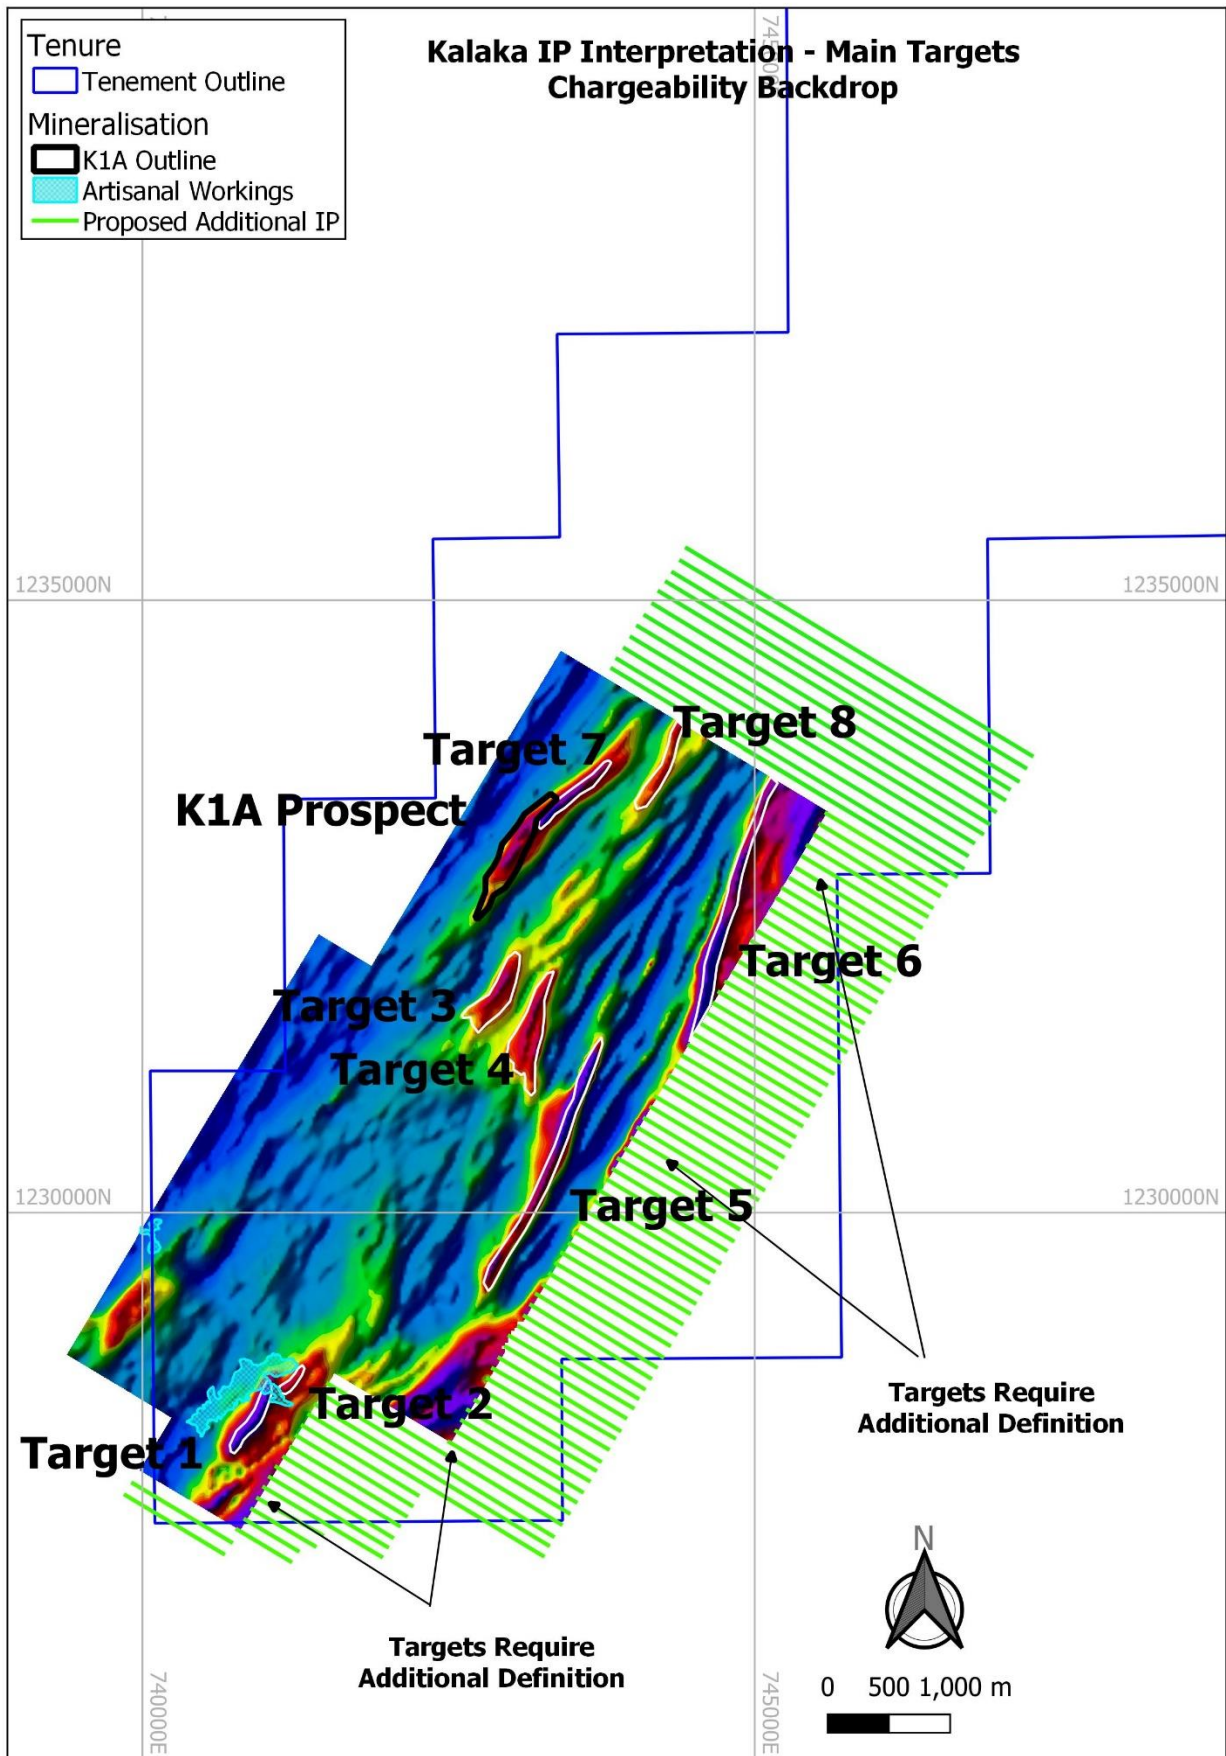 Tenure
Tenement Outline
Mineralisation
K1A Outline
Artisanal Workings
Proposed Additional IP
Kalaka IP Interpretation - Main Targets
Chargeability Backdrop
1235000N
1235000N
Target 8
Target 7
K1A Prospect
Target 6
Target 3
Target 4
1230000N
1230000N
Target 5
Targets Require
Additional Definition
Target 2
Target 1
N
Targets Require
Additional Definition
0 500 1,000 m
740000E
745000E